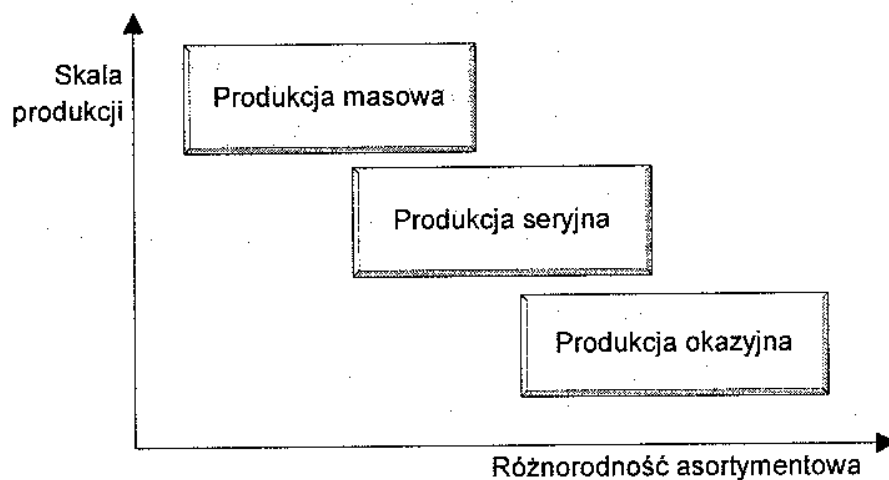 Skala
produkcji
Produkcja masowa
Produkcja seryjna
Produkcja okazyjna
Różnorodność asortymentowa